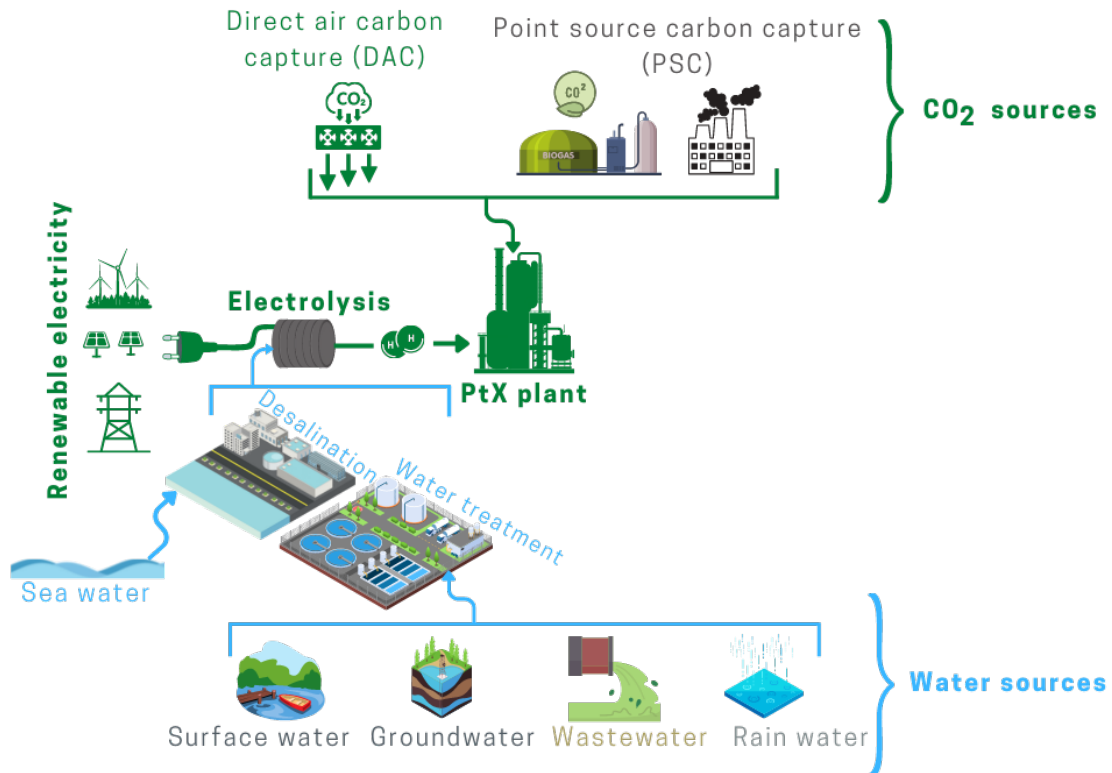 Direct air carbon
capture (DAC)
Point source carbon capture
(PSC)
CO₂
CO²
BIOGAS
CO₂ sources
Renewable electricity
Electrolysis
H
H
PtX plant
Desalination
Water treatment
Sea water
Surface water
Groundwater
Wastewater
Rain water
Water sources